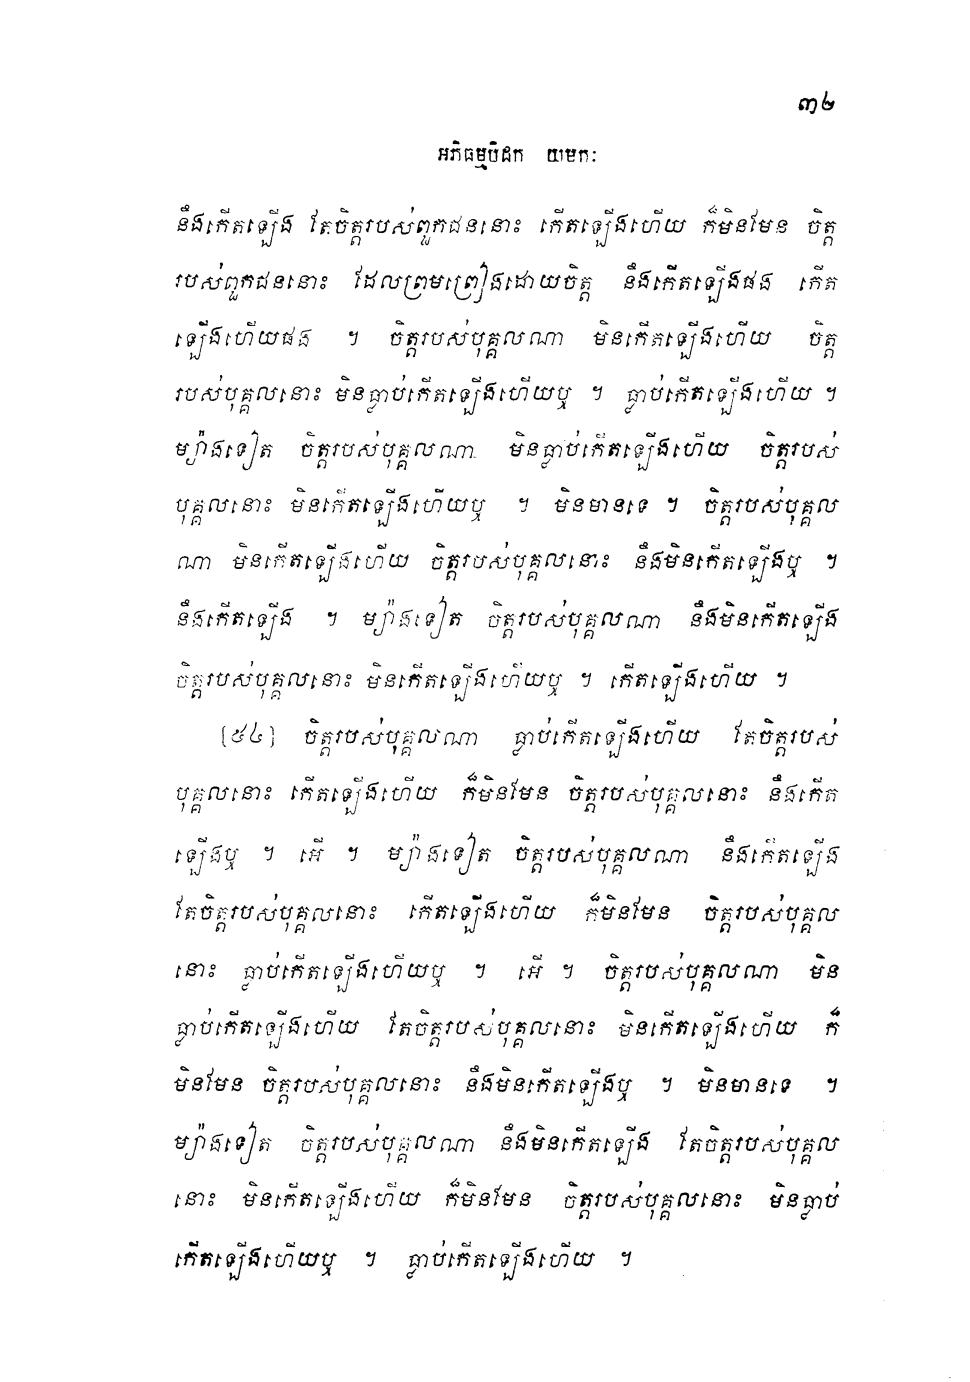 ៣២
អភិធម្មបិដក យមកៈ
នឹងកើតឡើង តែចិត្តរបស់ពួកជននោះ កើតឡើងហើយ ក៏មិនមែន ចិត្ត
របស់ពួកជននោះ ដែលព្រមព្រៀងដោយចិត្ត នឹងកើតឡើងផង កើត
ឡើងហើយផង ។ ចិត្តរបស់បុគ្គលណា មិនកើតឡើងហើយ ចិត្ត
របស់បុគ្គលនោះ មិនធ្លាប់កើតឡើងហើយឬ ។ ធ្លាប់កើតឡើងហើយ ។
ម្យ៉ាងទៀត ចិត្តរបស់បុគ្គលណា មិនធ្លាប់កើតឡើងហើយ ចិត្តរបស់
បុគ្គលនោះ មិនកើតឡើងហើយឬ ។ មិនមានទេ ។ ចិត្តរបស់បុគ្គល
ណា មិនកើតឡើងហើយ ចិត្តរបស់បុគ្គលនោះ នឹងមិនកើតឡើងឬ ។
នឹងកើតឡើង ។ ម្យ៉ាងទៀត ចិត្តរបស់បុគ្គលណា នឹងមិនកើតឡើង
ចិត្តរបស់បុគ្គលនោះ មិនកើតឡើងហើយឬ ។ កើតឡើងហើយ ។
[៥៤] ចិត្តរបស់បុគ្គលណា ធ្លាប់កើតឡើងហើយ តែចិត្តរបស់
បុគ្គលនោះ កើតឡើងហើយ ក៏មិនមែន ចិត្តរបស់បុគ្គលនោះ នឹងកើត
ឡើងឬ ។ អើ ។ ម្យ៉ាងទៀត ចិត្តរបស់បុគ្គលណា នឹងកើតឡើង
តែចិត្តរបស់បុគ្គលនោះ កើតឡើងហើយ ក៏មិនមែន ចិត្តរបស់បុគ្គល
នោះ ធ្លាប់កើតឡើងហើយឬ ។ អើ ។ ចិត្តរបស់បុគ្គលណា មិន
ធ្លាប់កើតឡើងហើយ តែចិត្តរបស់បុគ្គលនោះ មិនកើតឡើងហើយ ក៏
មិនមែន ចិត្តរបស់បុគ្គលនោះ នឹងមិនកើតឡើងឬ ។ មិនមានទេ ។
ម្យ៉ាងទៀត ចិត្តរបស់បុគ្គលណា នឹងមិនកើតឡើង តែចិត្តរបស់បុគ្គល
នោះ មិនកើតឡើងហើយ ក៏មិនមែន ចិត្តរបស់បុគ្គលនោះ មិនធ្លាប់
កើតឡើងហើយឬ ។ ធ្លាប់កើតឡើងហើយ ។